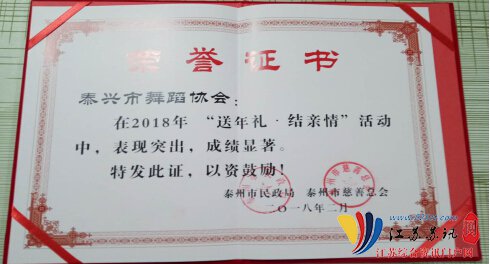 荣誉证书
泰兴市舞蹈协会：
在2018年 “送年礼·结亲情”活动
中，表现突出，成绩显著。
特发此证，以资鼓励！
泰州市民政局 泰州市慈善总会
二〇一八年二月
江苏苏讯网